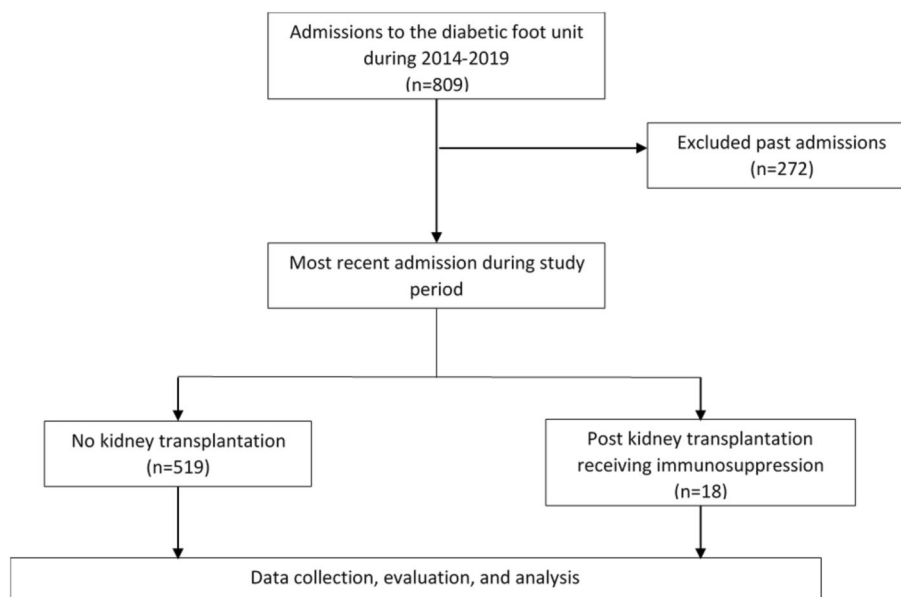 Admissions to the diabetic foot unit
during 2014-2019
(n=809)
Excluded past admissions
(n=272)
Most recent admission during study
period
No kidney transplantation
(n=519)
Post kidney transplantation
receiving immunosuppression
(n=18)
Data collection, evaluation, and analysis